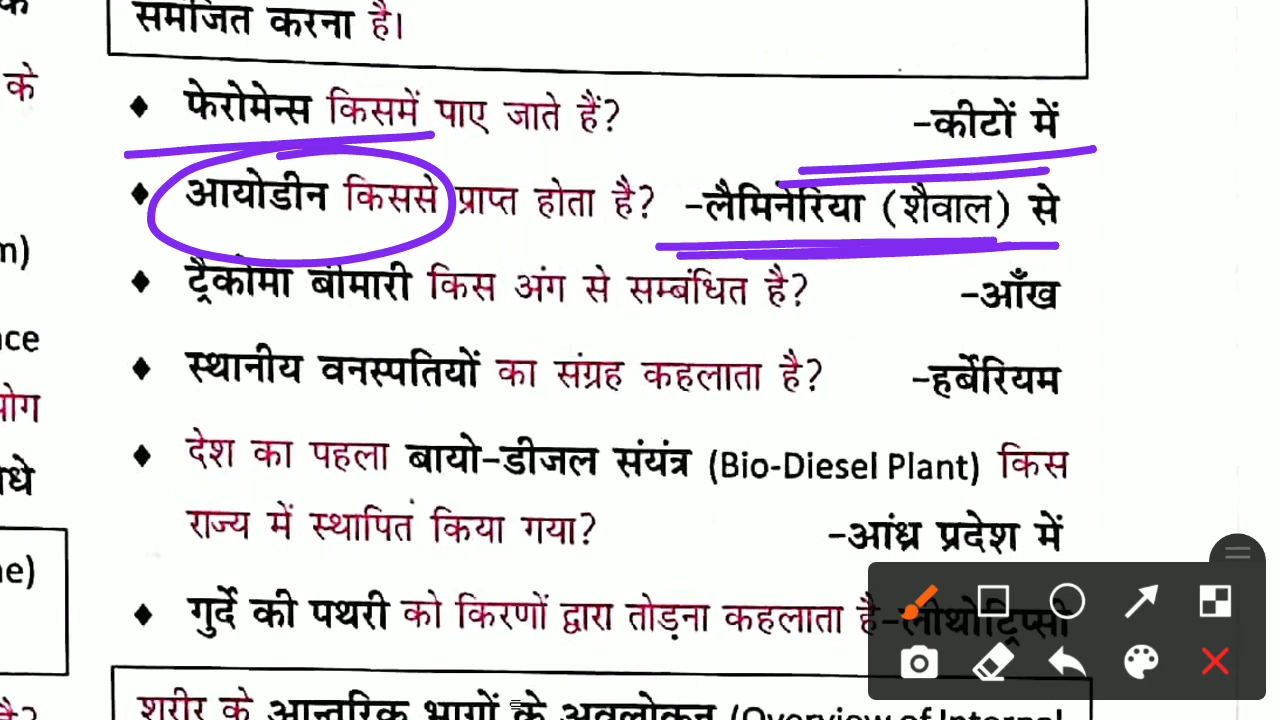 समंजित करना है।
के
♦ फेरोमेन्स किसमें पाए जाते हैं? -कीटों में
♦ आयोडीन किससे प्राप्त होता है? -लैमिनेरिया (शैवाल) से
m)
♦ ट्रैकोमा बीमारी किस अंग से सम्बंधित है? -आँख
nce
♦ स्थानीय वनस्पतियों का संग्रह कहलाता है? -हर्बेरियम
♦ देश का पहला बायो-डीजल संयंत्र (Bio-Diesel Plant) किस
राज्य में स्थापित किया गया? -आंध्र प्रदेश में
ne)
♦ गुर्दे की पथरी को किरणों द्वारा तोड़ना कहलाता है-लीथोट्रिप्सी
शरीर के आन्तरिक भागों के अवलोकन (Overview of Internal